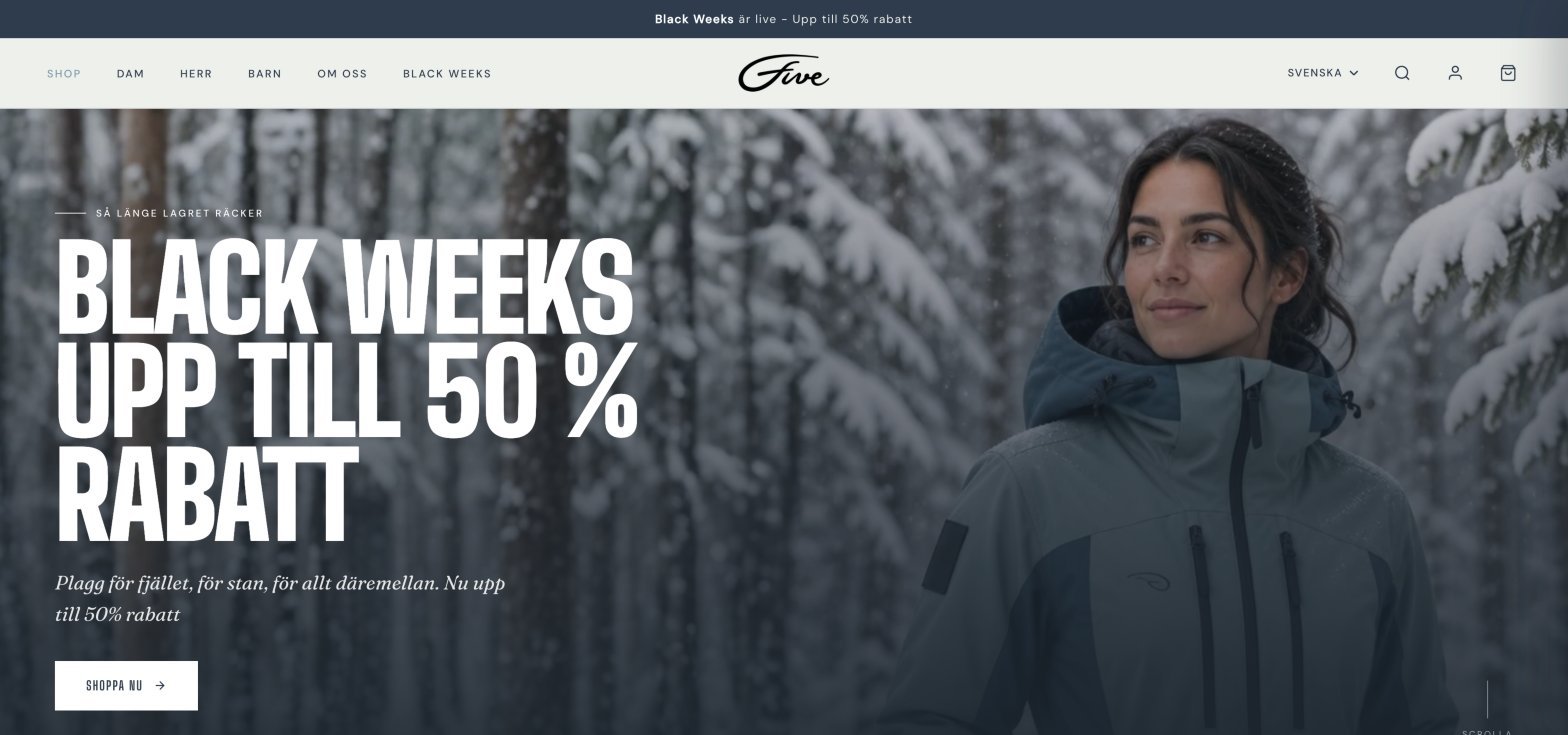 Black Weeks är live – Upp till 50% rabatt
SHOP DAM HERR BARN OM OSS BLACK WEEKS
Five
SVENSKA
SÅ LÄNGE LAGRET RÄCKER
BLACK WEEKS
UPP TILL 50 %
RABATT
Plagg för fjället, för stan, för allt däremellan. Nu upp
till 50% rabatt
SHOPPA NU →
SCROLLA